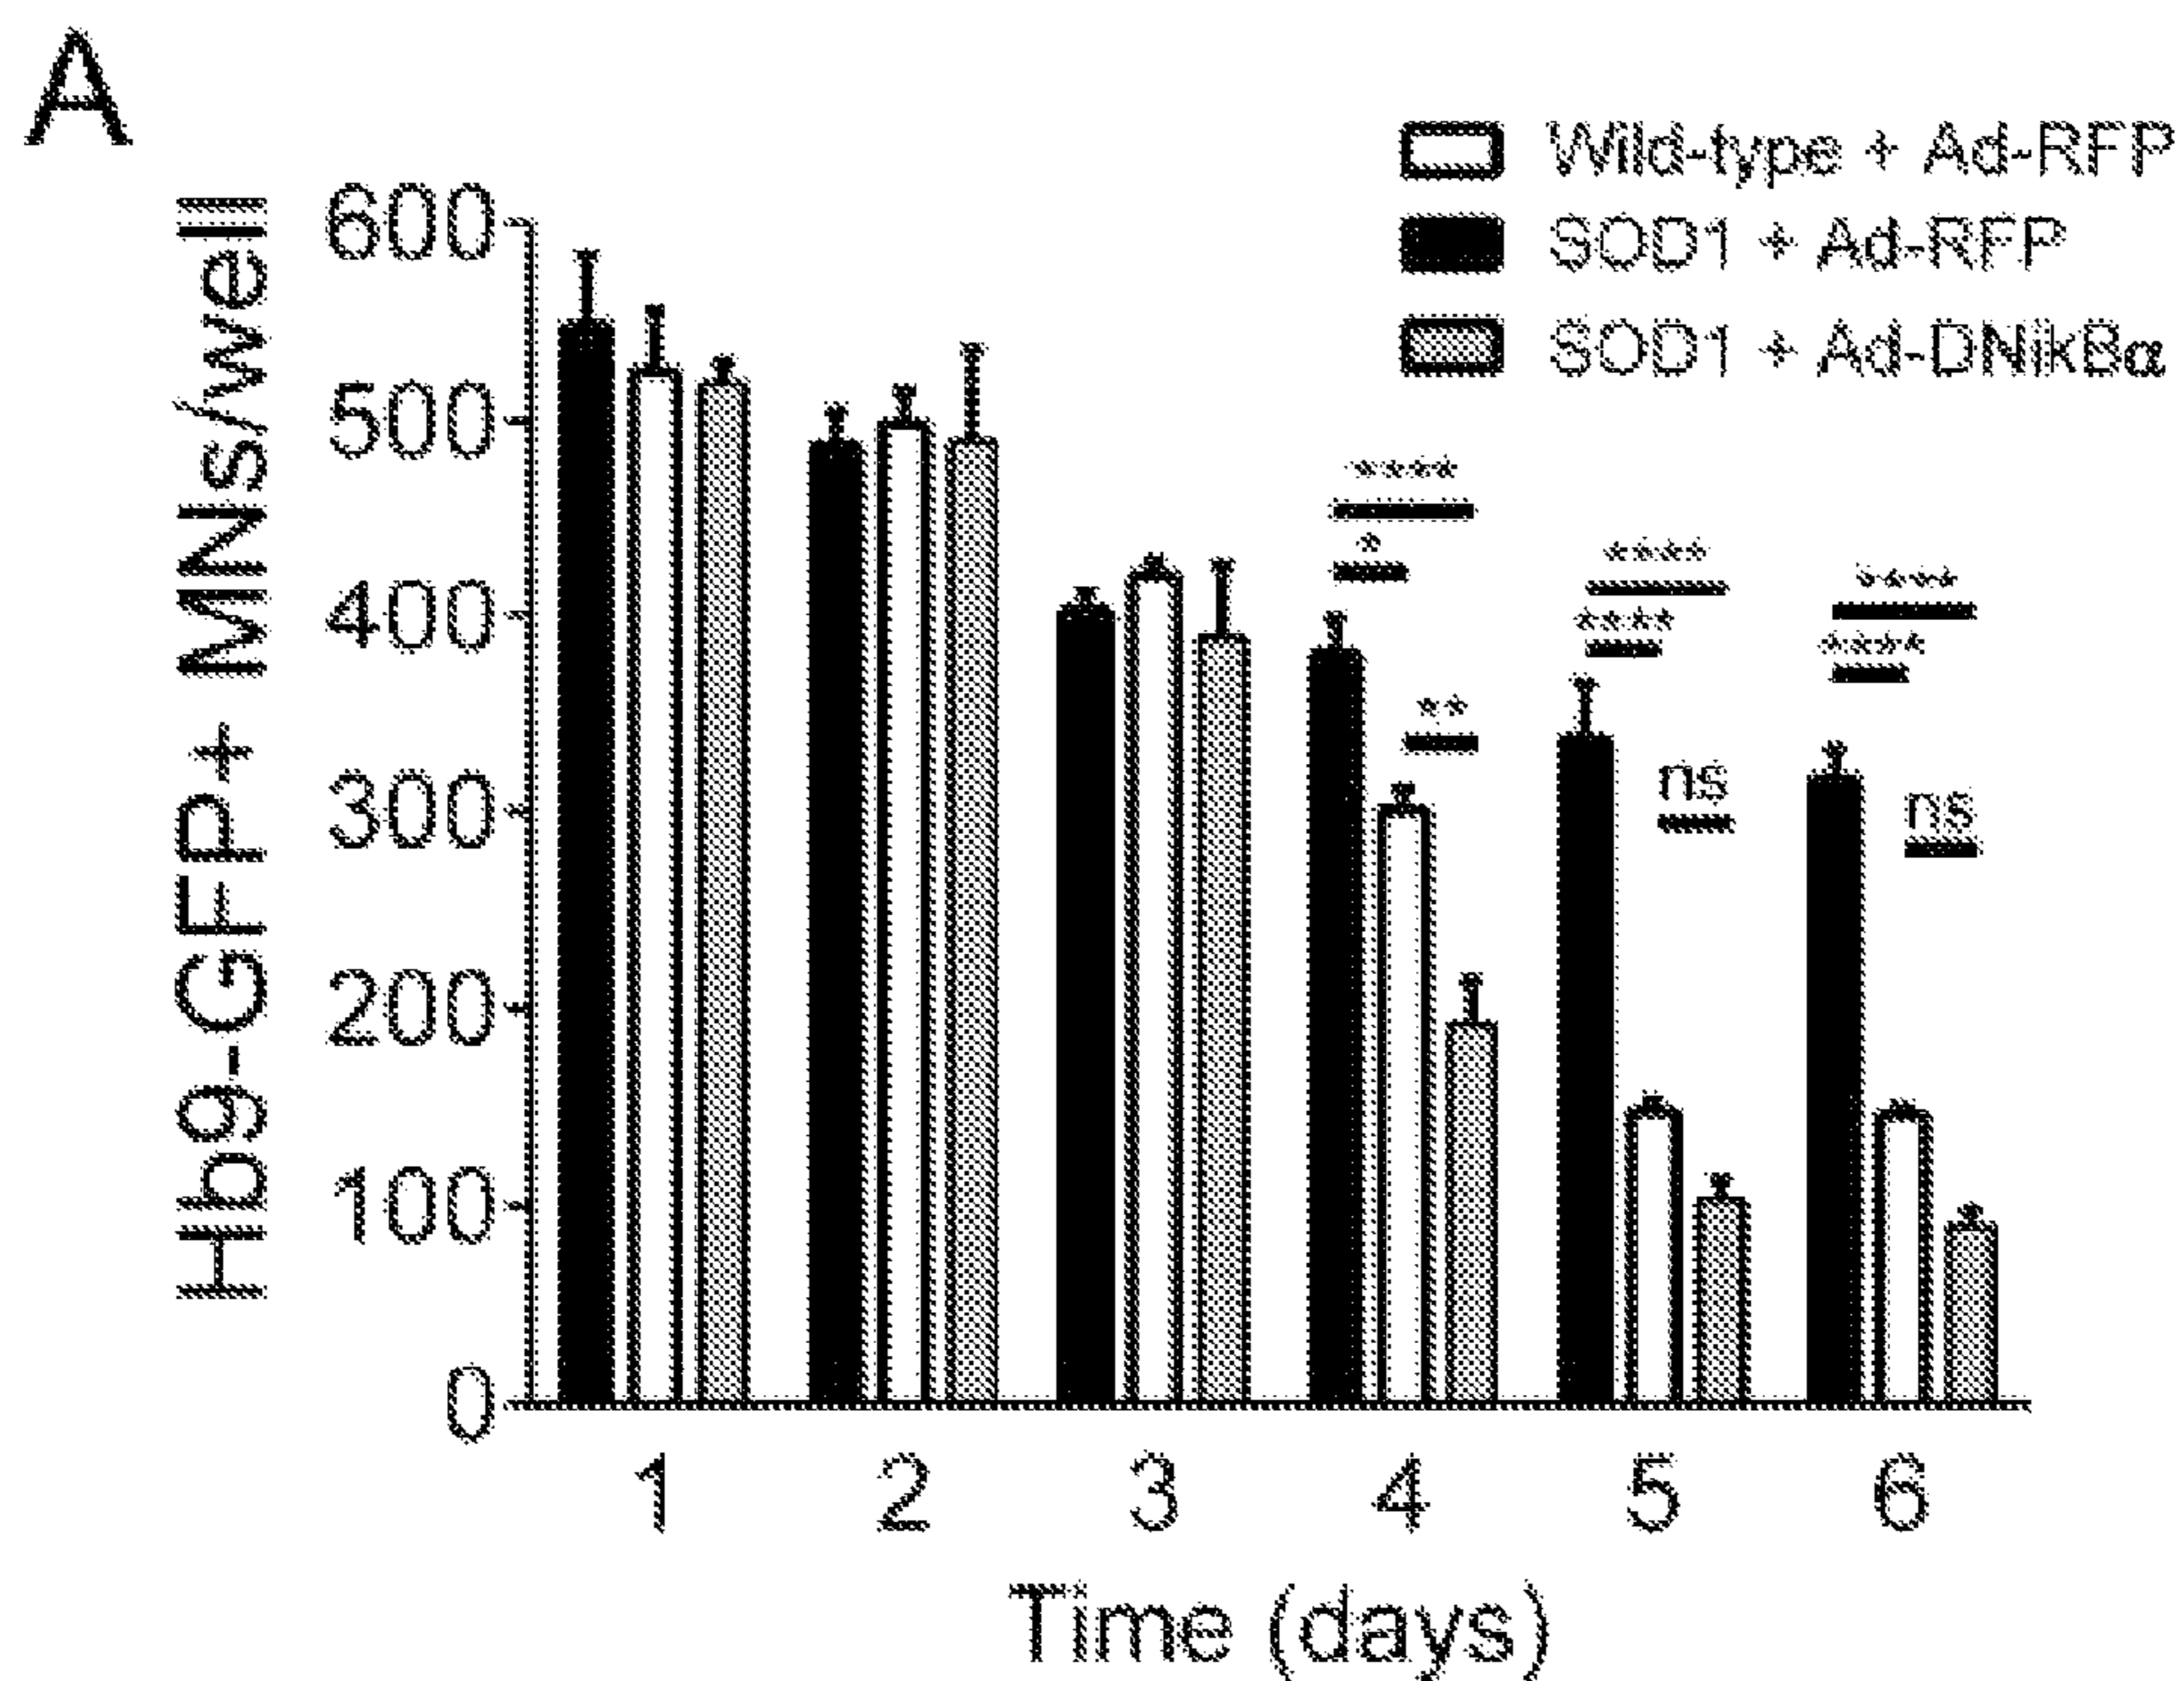 A
Wild-type + Ad-RFP
SOD1 + Ad-RFP
SOD1 + Ad-DNikBα
Hb9-GFP+ MNs/well
600
500
400
300
200
100
0
****
*
**
****
****
ns
****
****
ns
1 2 3 4 5 6
Time (days)